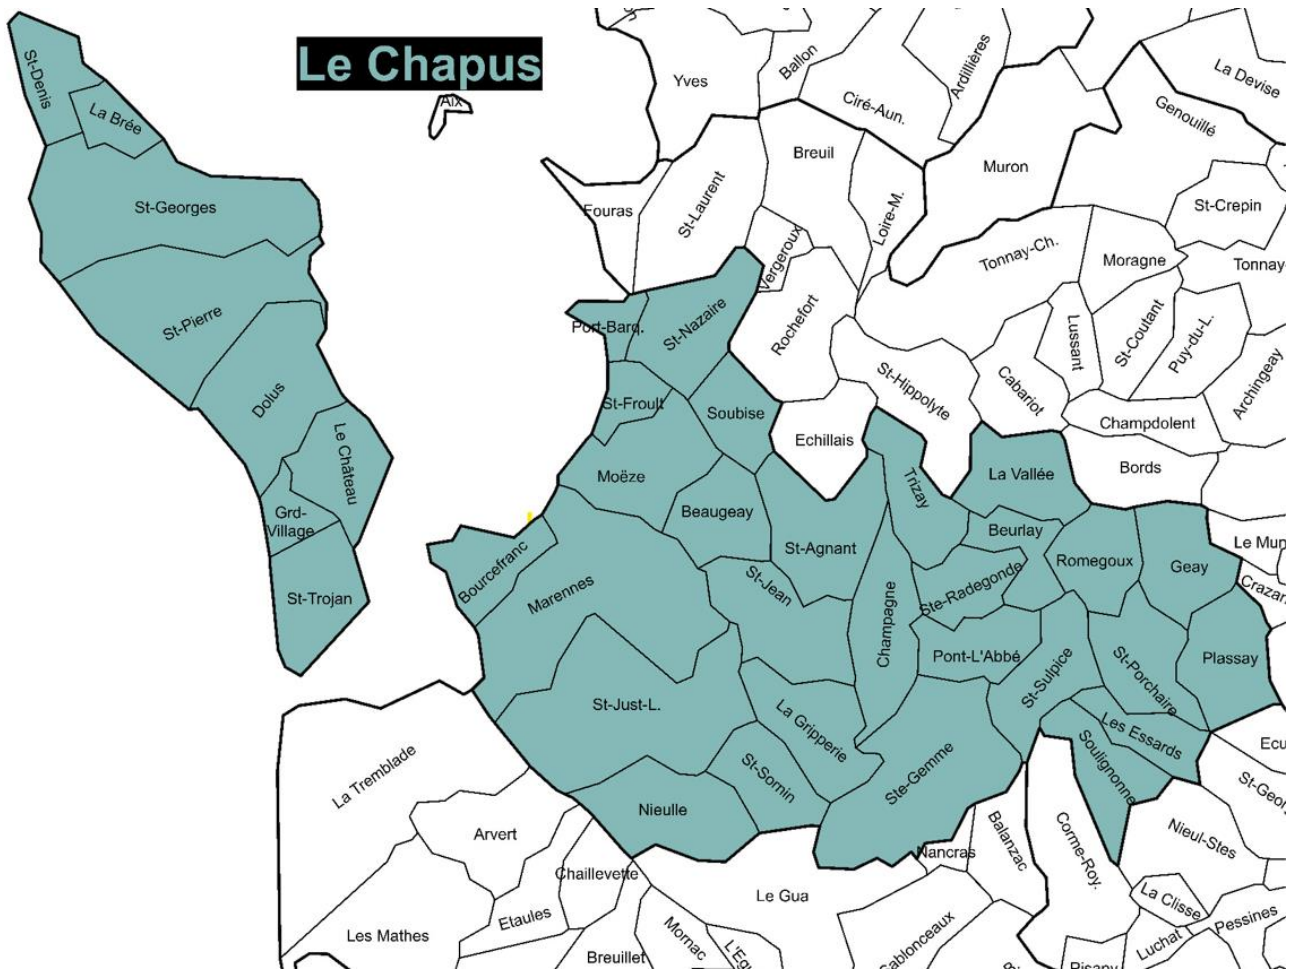 Le Chapus
St-Denis
La Brée
Aix
Yves
Ballon
Ciré-Aun.
Ardillières
La Devise
Genouillé
Muron
Breuil
St-Georges
Fouras
St-Laurent
Loire-M.
St-Crepin
Vergeroux
Tonnay-Ch.
Moragne
Tonnay-
St-Pierre
Port-Barq.
St-Nazaire
Rochefort
St-Hippolyte
Cabariot
Lussant
St-Coutant
Puy-du-L.
Archingeay
Dolus
St-Froult
Soubise
Echillais
Champdolent
Le Château
Moëze
Trizay
La Vallée
Bords
Grd-
Village
Beaugeay
St-Agnant
Beurlay
Romegoux
Geay
Le Mun
Bourcefranc
Marennes
St-Jean
Champagne
Ste-Radegonde
Crazan
St-Trojan
Pont-L'Abbé
St-Sulpice
St-Porchaire
Plassay
St-Just-L.
La Gripperie
Les Essards
Ecu
La Tremblade
St-Sornin
Ste-Gemme
Soulignonne
St-Geor
Nieulle
Arvert
Nancras
Balanzac
Corme-Roy.
Nieul-Stes
Chaillevette
Le Gua
La Clisse
Les Mathes
Etaules
Breuillet
Mornac
L'Egu
Sablonceaux
Luchat
Pessines
Pisany